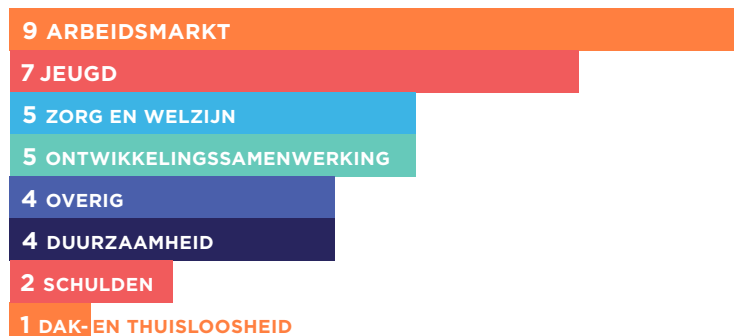 9 ARBEIDSMARKT
7 JEUGD
5 ZORG EN WELZIJN
5 ONTWIKKELINGSSAMENWERKING
4 OVERIG
4 DUURZAAMHEID
2 SCHULDEN
1 DAK- EN THUISLOOSHEID